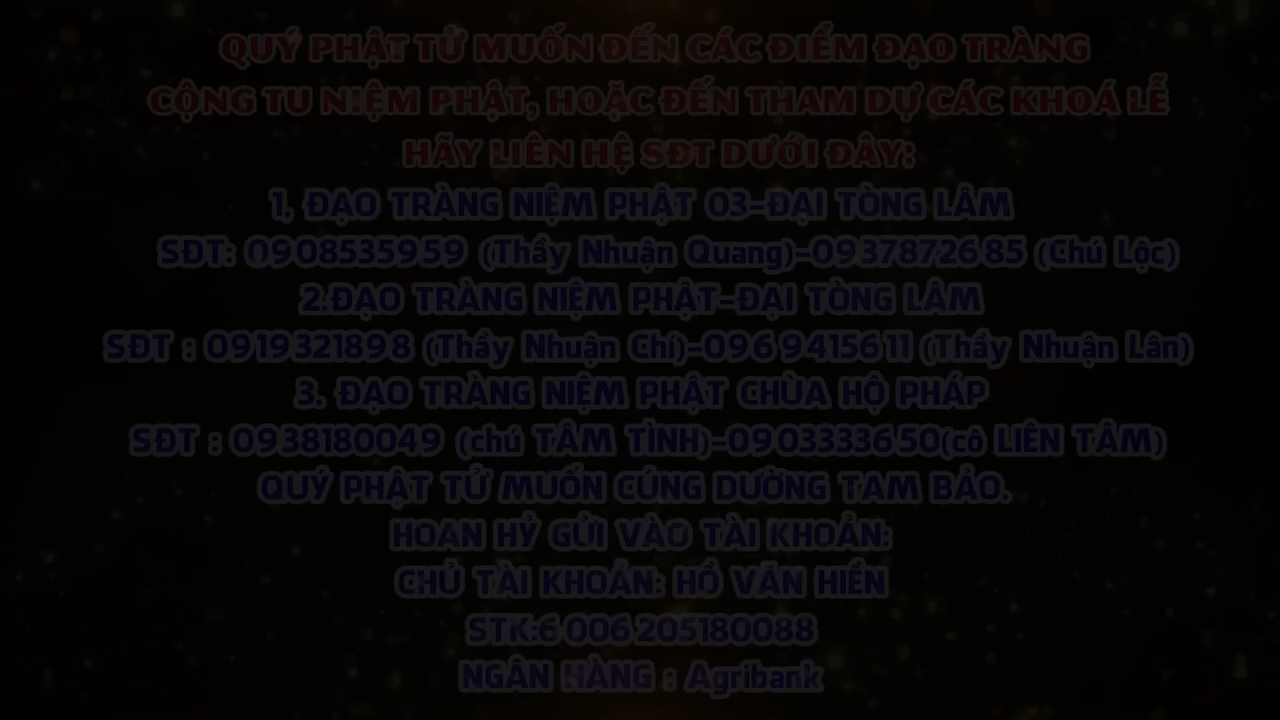 QUÝ PHẬT TỬ MUỐN ĐẾN CÁC ĐIỂM ĐẠO TRÀNG
CỘNG TU NIỆM PHẬT, HOẶC ĐẾN THAM DỰ CÁC KHOÁ LỄ
HÃY LIÊN HỆ SĐT DƯỚI ĐÂY:
1, ĐẠO TRÀNG NIỆM PHẬT 03-ĐẠI TÒNG LÂM
SĐT: 0908535959 (Thầy Nhuận Quang)-0937872685 (Chú Lộc)
2.ĐẠO TRÀNG NIỆM PHẬT-ĐẠI TÒNG LÂM
SĐT : 0919321898 (Thầy Nhuận Chí)-0969415611 (Thầy Nhuận Lân)
3. ĐẠO TRÀNG NIỆM PHẬT CHÙA HỘ PHÁP
SĐT : 0938180049 (chú TÂM TÌNH)-0903333650(cô LIÊN TÂM)
QUÝ PHẬT TỬ MUỐN CÚNG DƯỜNG TAM BẢO.
HOAN HỶ GỬI VÀO TÀI KHOẢN:
CHỦ TÀI KHOẢN: HỒ VĂN HIỀN
STK:6006205180088
NGÂN HÀNG : Agribank